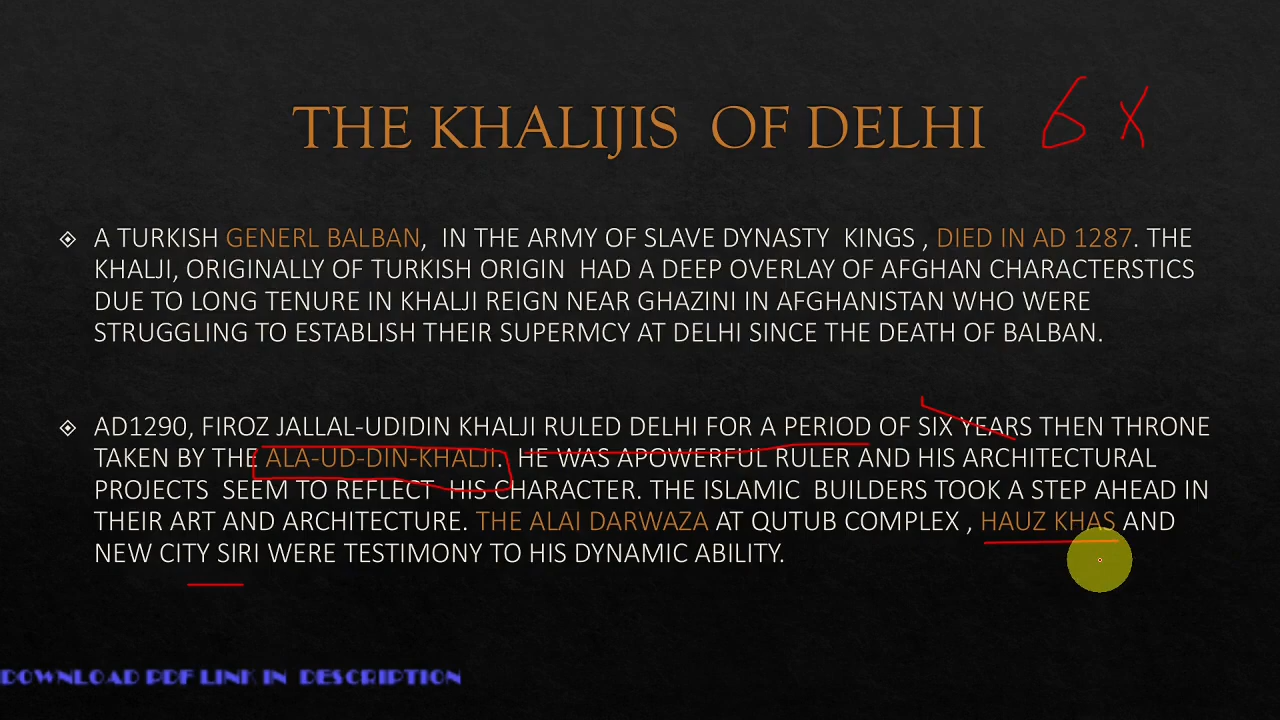 THE KHALIJIS OF DELHI 6 X
A TURKISH GENERL BALBAN, IN THE ARMY OF SLAVE DYNASTY KINGS , DIED IN AD 1287. THE
KHALJI, ORIGINALLY OF TURKISH ORIGIN HAD A DEEP OVERLAY OF AFGHAN CHARACTERSTICS
DUE TO LONG TENURE IN KHALJI REIGN NEAR GHAZINI IN AFGHANISTAN WHO WERE
STRUGGLING TO ESTABLISH THEIR SUPERMCY AT DELHI SINCE THE DEATH OF BALBAN.
AD1290, FIROZ JALLAL-UDIDIN KHALJI RULED DELHI FOR A PERIOD OF SIX YEARS THEN THRONE
TAKEN BY THE ALA-UD-DIN-KHALJI. HE WAS APOWERFUL RULER AND HIS ARCHITECTURAL
PROJECTS SEEM TO REFLECT HIS CHARACTER. THE ISLAMIC BUILDERS TOOK A STEP AHEAD IN
THEIR ART AND ARCHITECTURE. THE ALAI DARWAZA AT QUTUB COMPLEX , HAUZ KHAS AND
NEW CITY SIRI WERE TESTIMONY TO HIS DYNAMIC ABILITY.
DOWNLOAD PDF LINK IN DESCRIPTION